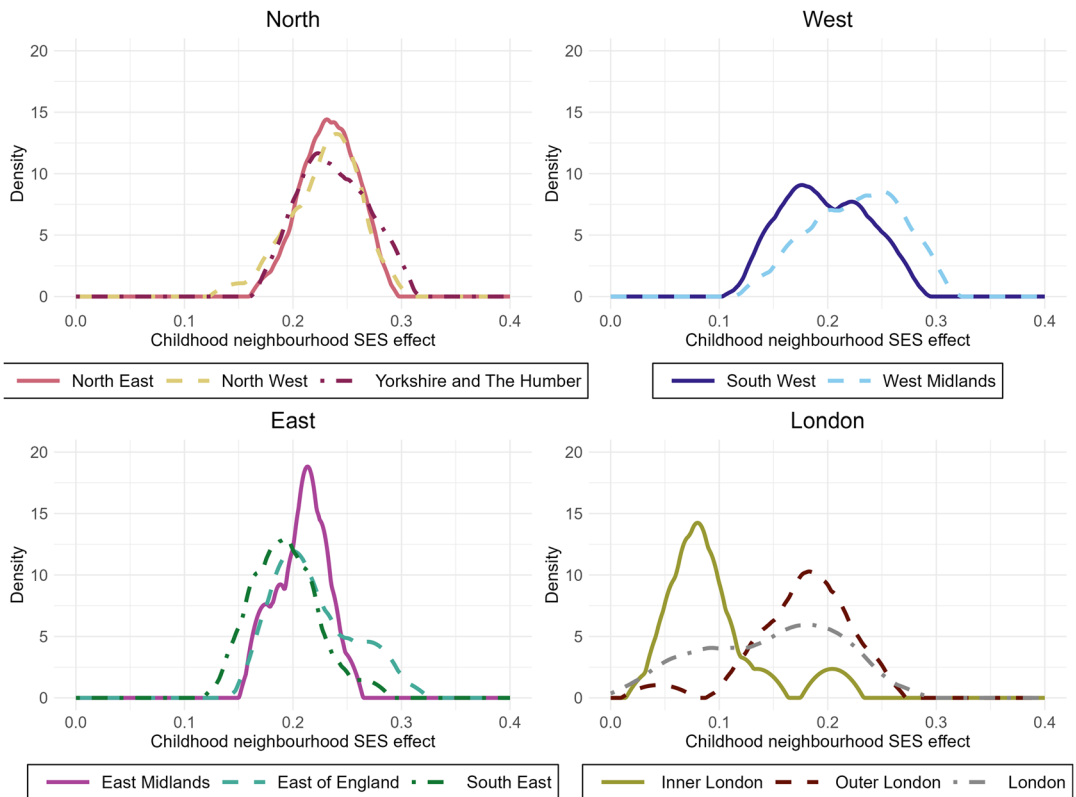 North
West
20
15
10
5
0
Density
0.0 0.1 0.2 0.3 0.4
Childhood neighbourhood SES effect
North East North West Yorkshire and The Humber
20
15
10
5
0
Density
0.0 0.1 0.2 0.3 0.4
Childhood neighbourhood SES effect
South West West Midlands
East
London
20
15
10
5
0
Density
0.0 0.1 0.2 0.3 0.4
Childhood neighbourhood SES effect
East Midlands East of England South East
20
15
10
5
0
Density
0.0 0.1 0.2 0.3 0.4
Childhood neighbourhood SES effect
Inner London Outer London London